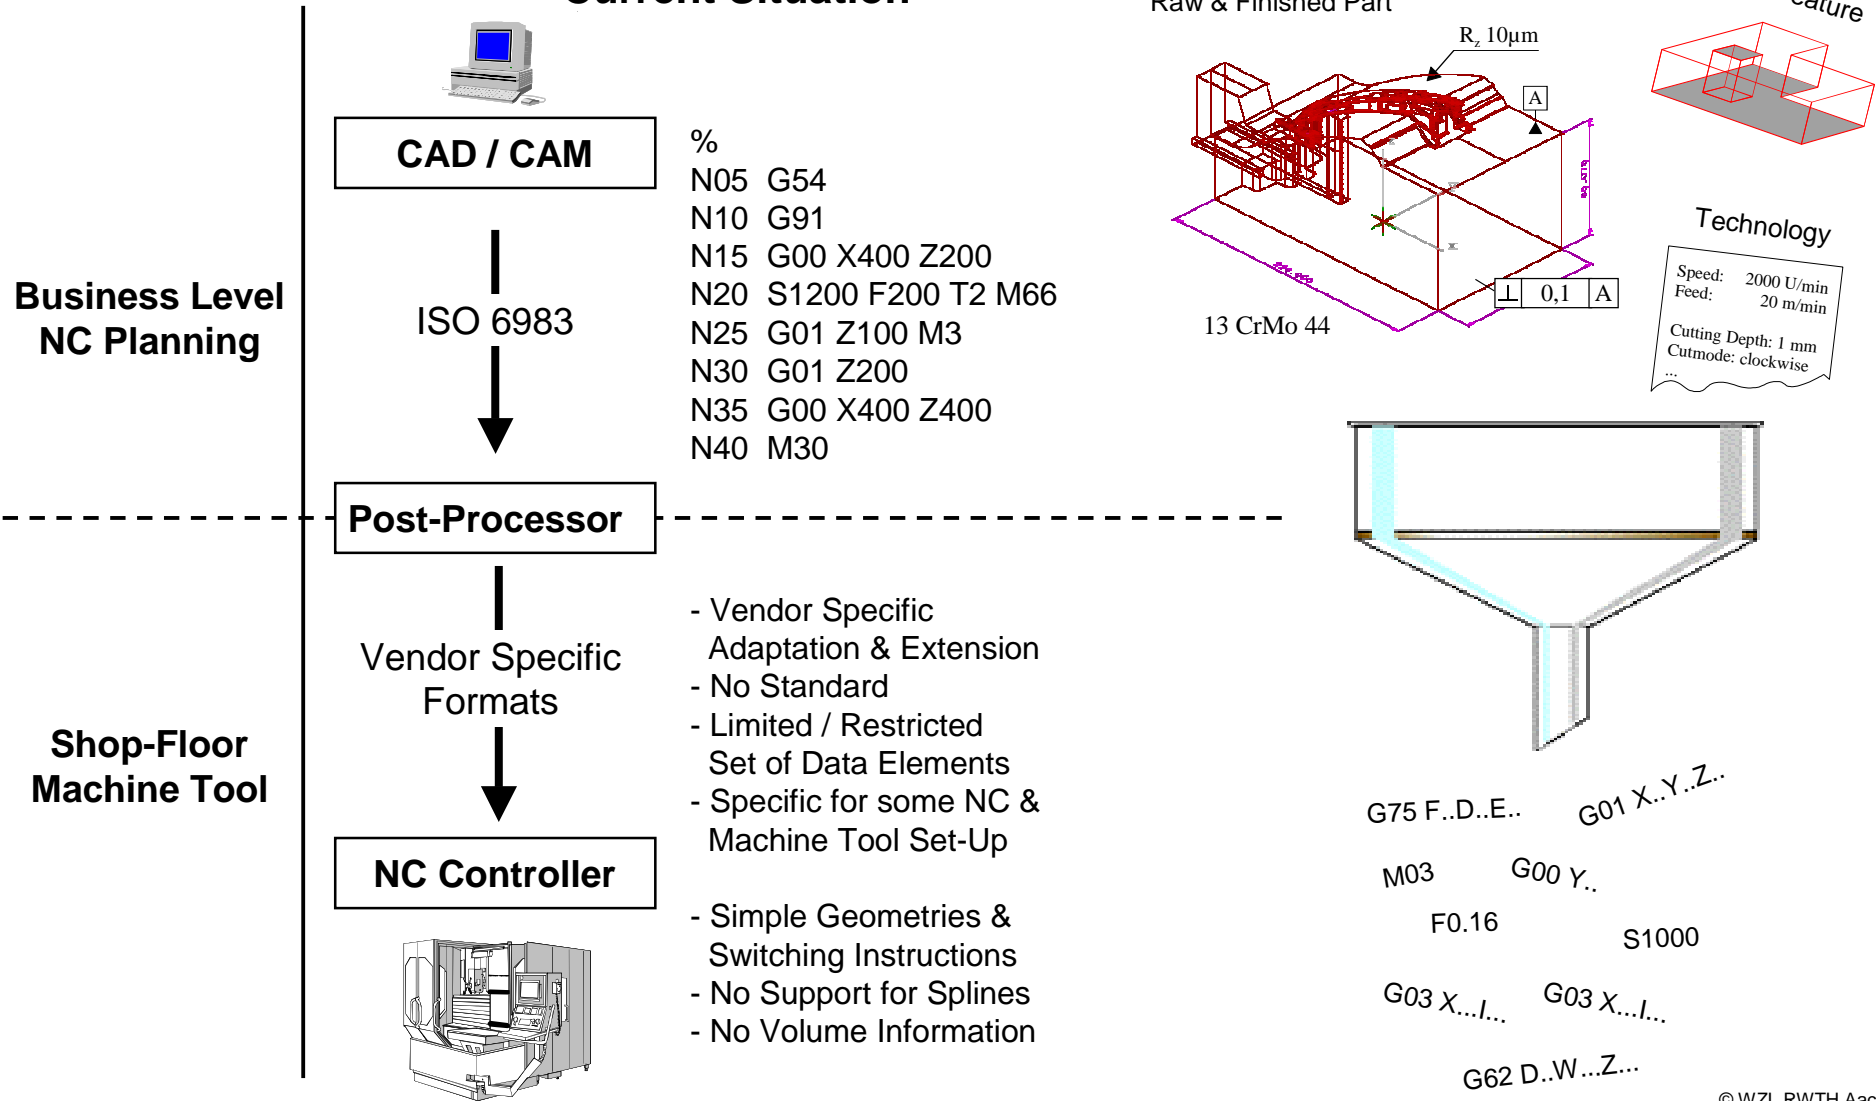 Current Situation
CAD / CAM
ISO 6983
Business Level
NC Planning
%
N05 G54
N10 G91
N15 G00 X400 Z200
N20 S1200 F200 T2 M66
N25 G01 Z100 M3
N30 G01 Z200
N35 G00 X400 Z400
N40 M30
Post-Processor
Vendor Specific
Formats
Shop-Floor
Machine Tool
NC Controller
- Vendor Specific
Adaptation & Extension
- No Standard
- Limited / Restricted
Set of Data Elements
- Specific for some NC &
Machine Tool Set-Up
- Simple Geometries &
Switching Instructions
- No Support for Splines
- No Volume Information
Raw & Finished Part
Rz 10µm
A
⊥ 0,1 A
13 CrMo 44
Technology
Speed: 2000 U/min
Feed: 20 m/min
Cutting Depth: 1 mm
Cutmode: clockwise
...
G75 F..D..E..
G01 X..Y..Z..
M03
G00 Y..
F0.16
S1000
G03 X...I...
G03 X...I...
G62 D..W...Z...
© WZL RWTH